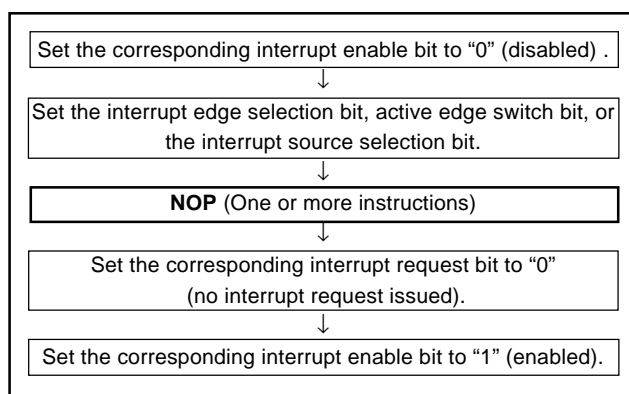 Set the corresponding interrupt enable bit to “0” (disabled) .
↓
Set the interrupt edge selection bit, active edge switch bit, or
the interrupt source selection bit.
↓
NOP (One or more instructions)
↓
Set the corresponding interrupt request bit to “0”
(no interrupt request issued).
↓
Set the corresponding interrupt enable bit to “1” (enabled).